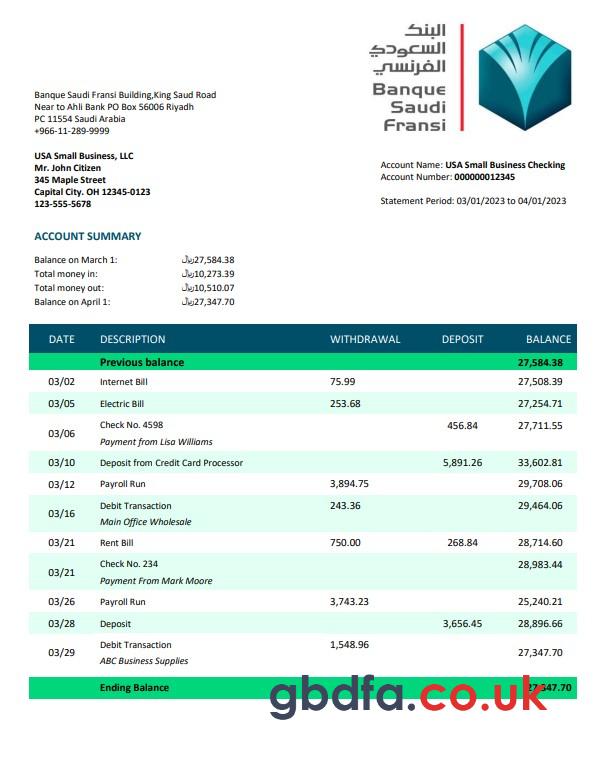 البنك
السعودي
الفرنسي
Banque
Saudi
Fransi
Banque Saudi Fransi Building,King Saud Road
Near to Ahli Bank PO Box 56006 Riyadh
PC 11554 Saudi Arabia
+966-11-289-9999
USA Small Business, LLC
Mr. John Citizen
345 Maple Street
Capital City. OH 12345-0123
123-555-5678
Account Name: USA Small Business Checking
Account Number: 000000012345
Statement Period: 03/01/2023 to 04/01/2023
ACCOUNT SUMMARY
Balance on March 1: ﷼27,584.38
Total money in: ﷼10,273.39
Total money out: ﷼10,510.07
Balance on April 1: ﷼27,347.70
DATE DESCRIPTION WITHDRAWAL DEPOSIT BALANCE
Previous balance 27,584.38
03/02 Internet Bill 75.99 27,508.39
03/05 Electric Bill 253.68 27,254.71
03/06 Check No. 4598 456.84 27,711.55
Payment from Lisa Williams
03/10 Deposit from Credit Card Processor 5,891.26 33,602.81
03/12 Payroll Run 3,894.75 29,708.06
03/16 Debit Transaction 243.36 29,464.06
Main Office Wholesale
03/21 Rent Bill 750.00 268.84 28,714.60
03/21 Check No. 234 28,983.44
Payment From Mark Moore
03/26 Payroll Run 3,743.23 25,240.21
03/28 Deposit 3,656.45 28,896.66
03/29 Debit Transaction 1,548.96 27,347.70
ABC Business Supplies
Ending Balance 27,347.70
gbdfa.co.uk